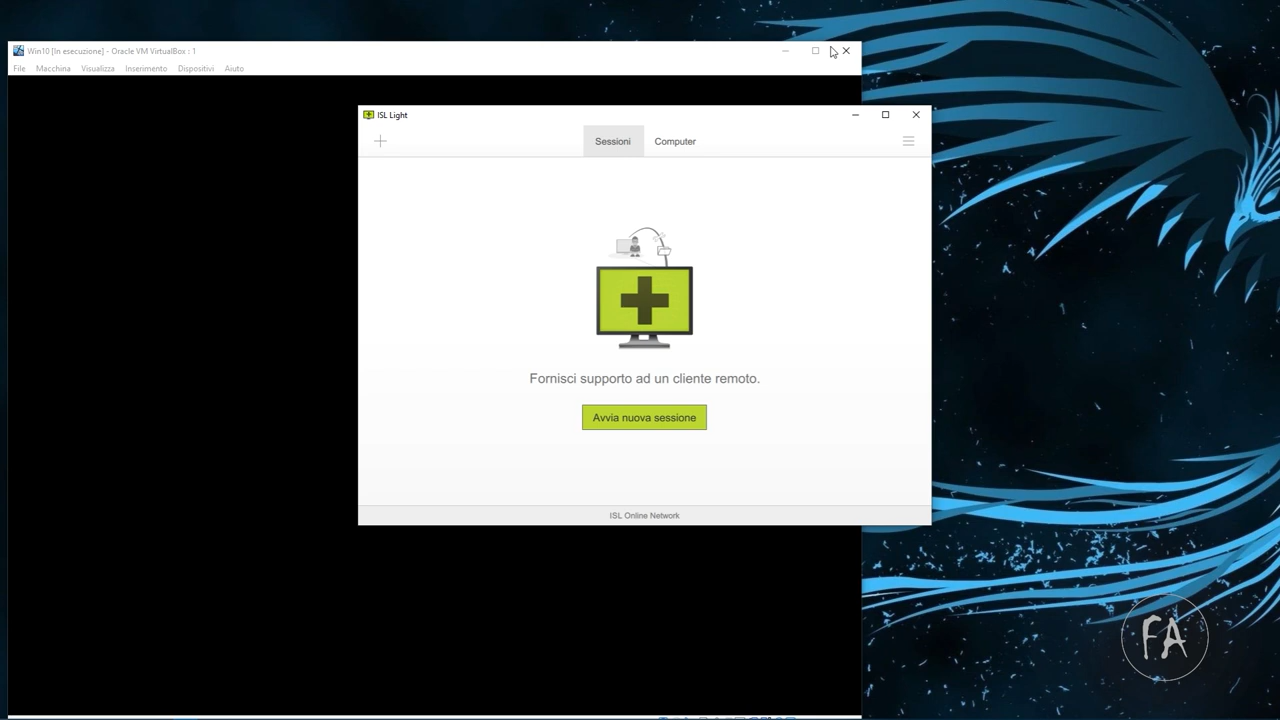 Win10 [In esecuzione] - Oracle VM VirtualBox : 1
File Macchina Visualizza Inserimento Dispositivi Aiuto
ISL Light
Sessioni Computer
Fornisci supporto ad un cliente remoto.
Avvia nuova sessione
ISL Online Network
FA